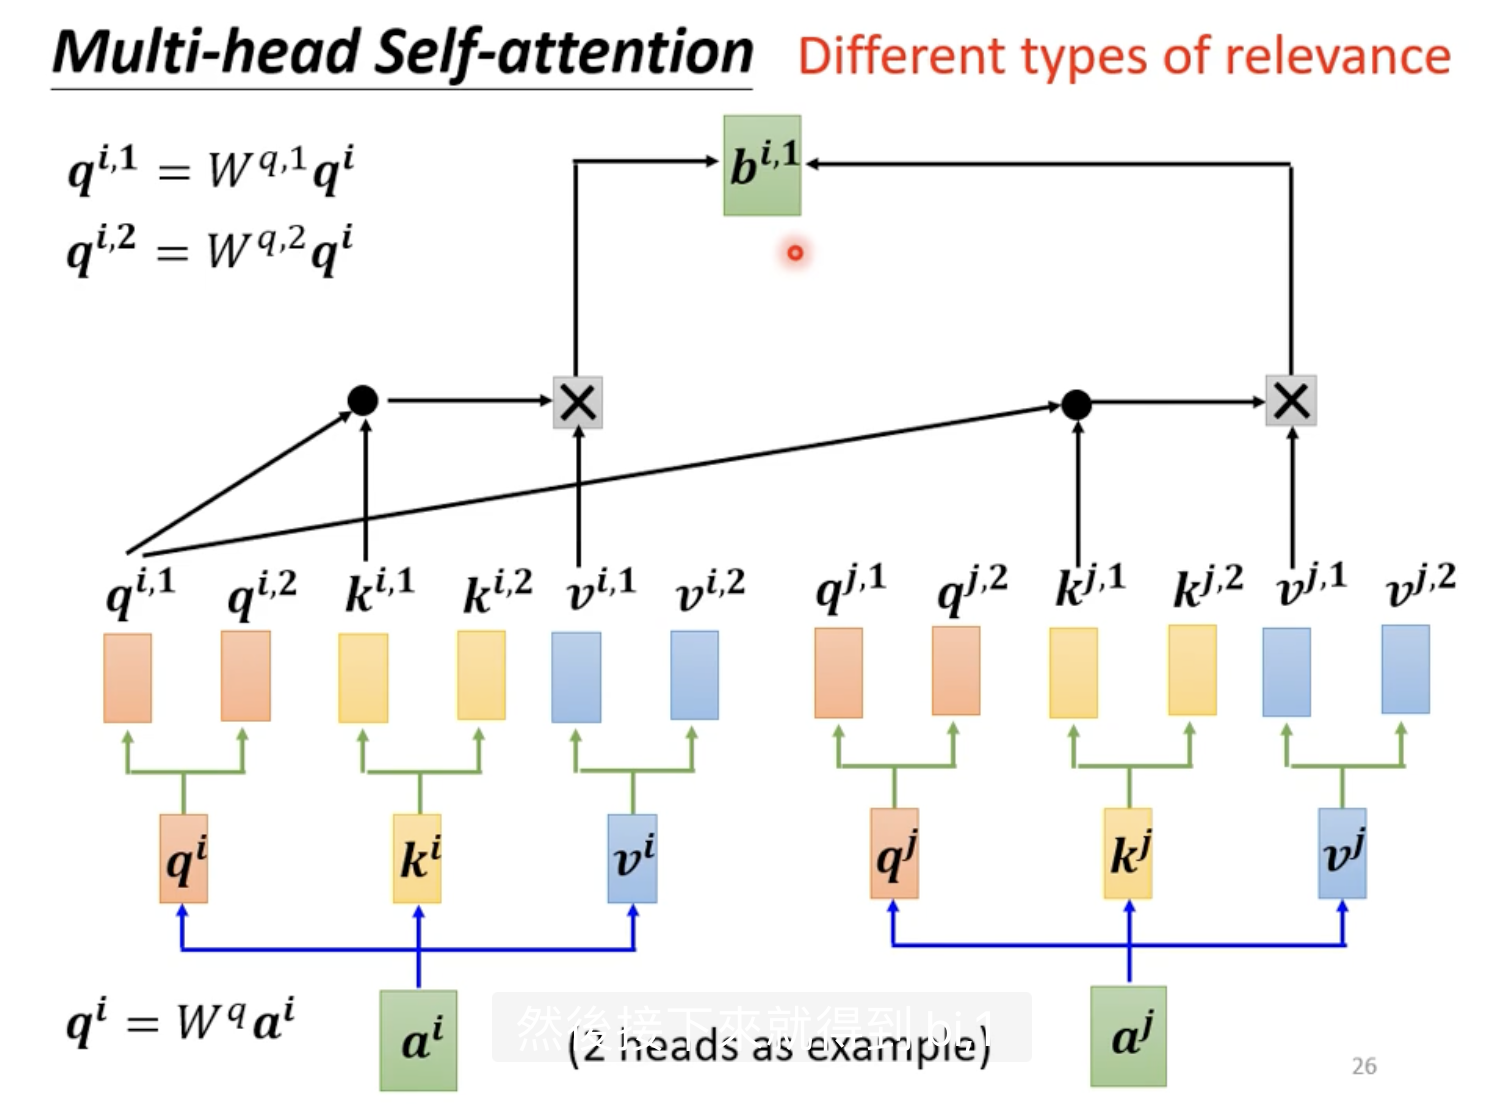 Multi-head Self-attention Different types of relevance
q^{i,1} = W^{q,1}q^i
b^{i,1}
q^{i,2} = W^{q,2}q^i
q^{i,1} q^{i,2} k^{i,1} k^{i,2} v^{i,1} v^{i,2} q^{j,1} q^{j,2} k^{j,1} k^{j,2} v^{j,1} v^{j,2}
q^i k^i v^i q^j k^j v^j
q^i = W^q a^i
a^i
(2 heads as example)
然後接下來就得到 bi,1
a^j
26